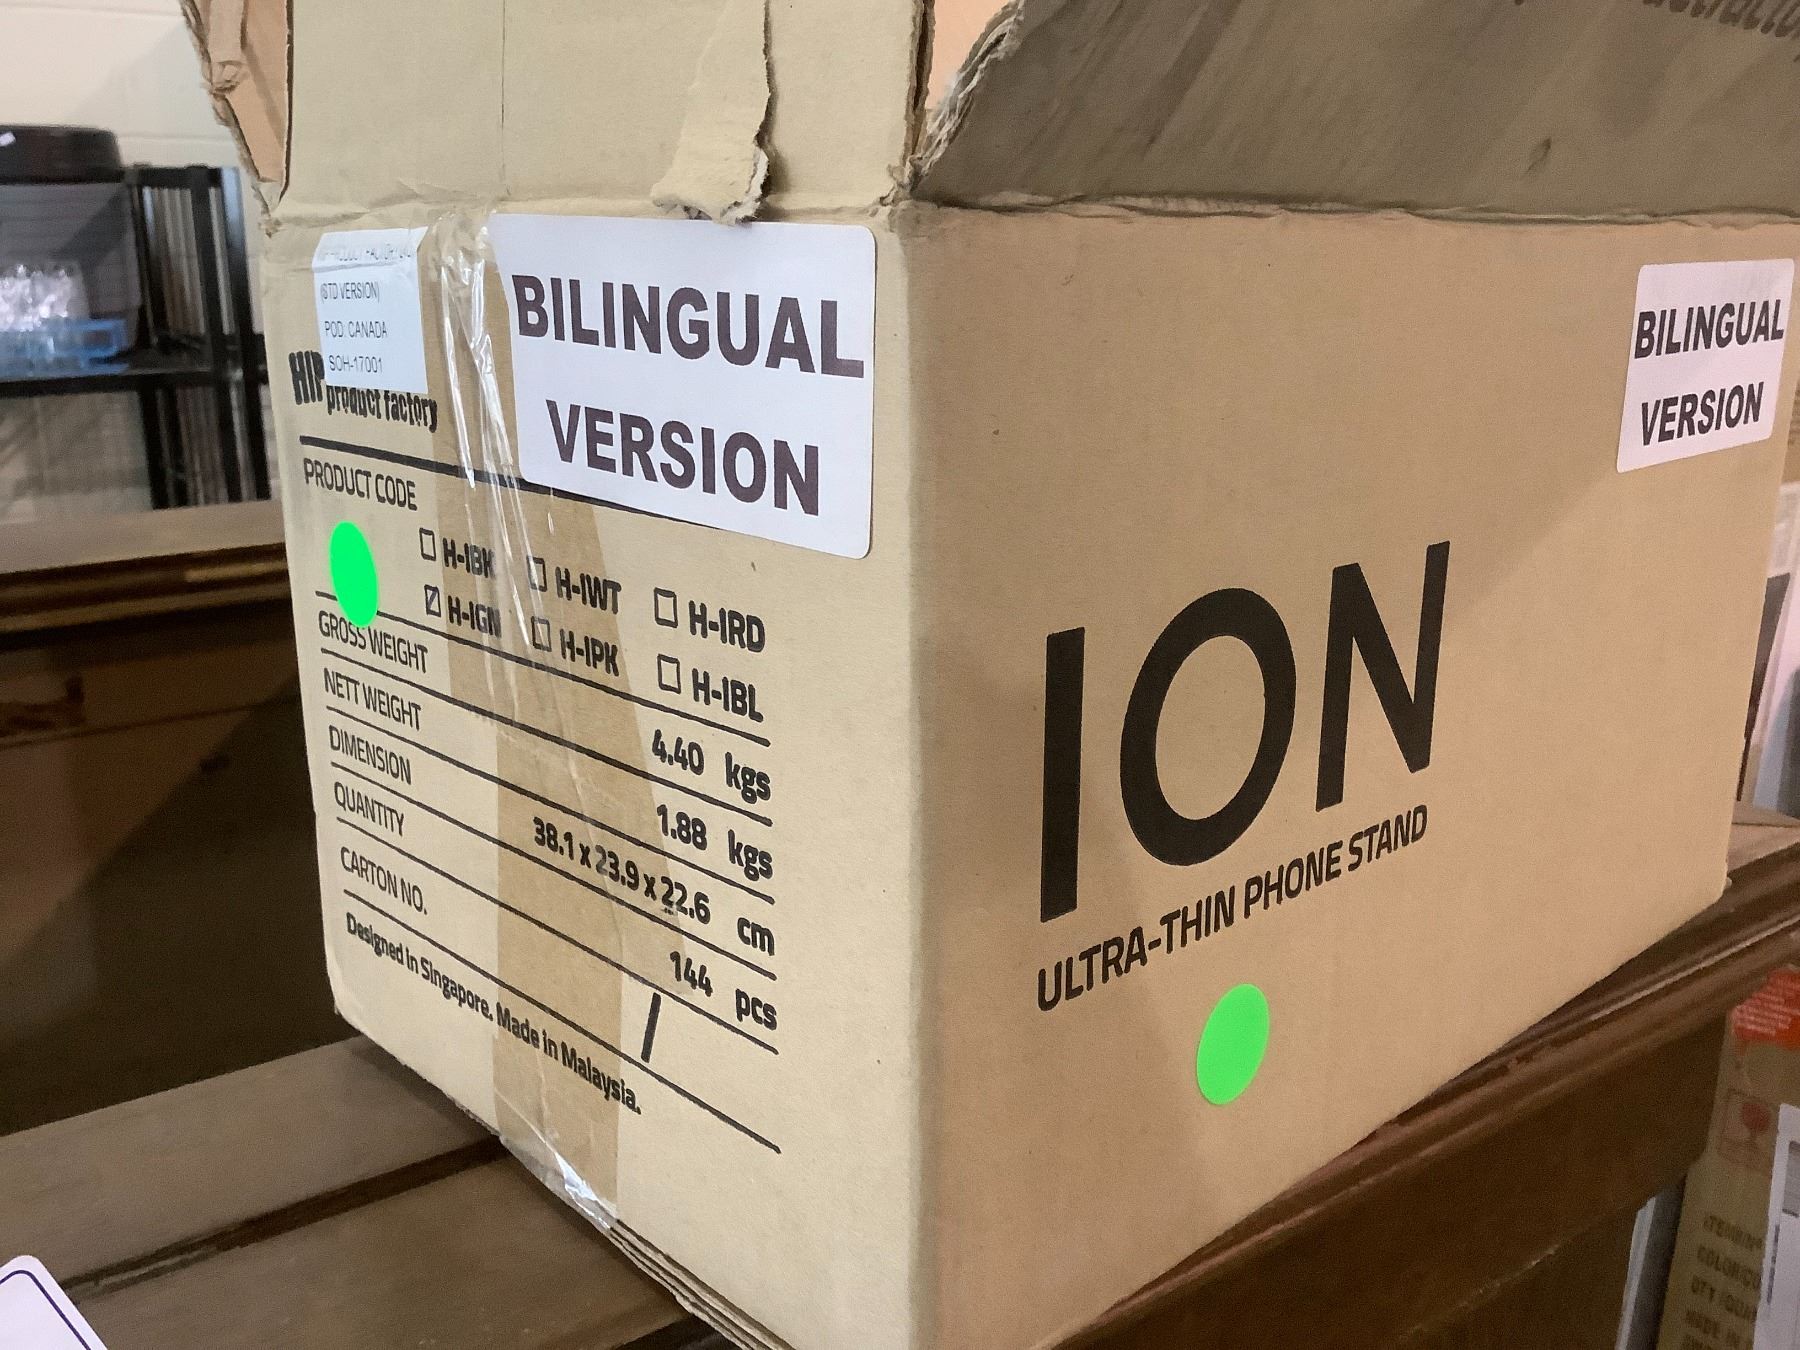 (STD VERSION)
POD: CANADA
SOH-17001
HIP
product factory
BILINGUAL
VERSION
PRODUCT CODE
H-IBK H-IWT H-IRD
H-IGN H-IPK H-IBL
GROSS WEIGHT 4.40 kgs
NETT WEIGHT 1.88 kgs
DIMENSION 38.1 x 23.9 x 22.6 cm
QUANTITY 144 pcs
CARTON NO. /
Designed in Singapore. Made in Malaysia.
BILINGUAL
VERSION
ION
ULTRA-THIN PHONE STAND